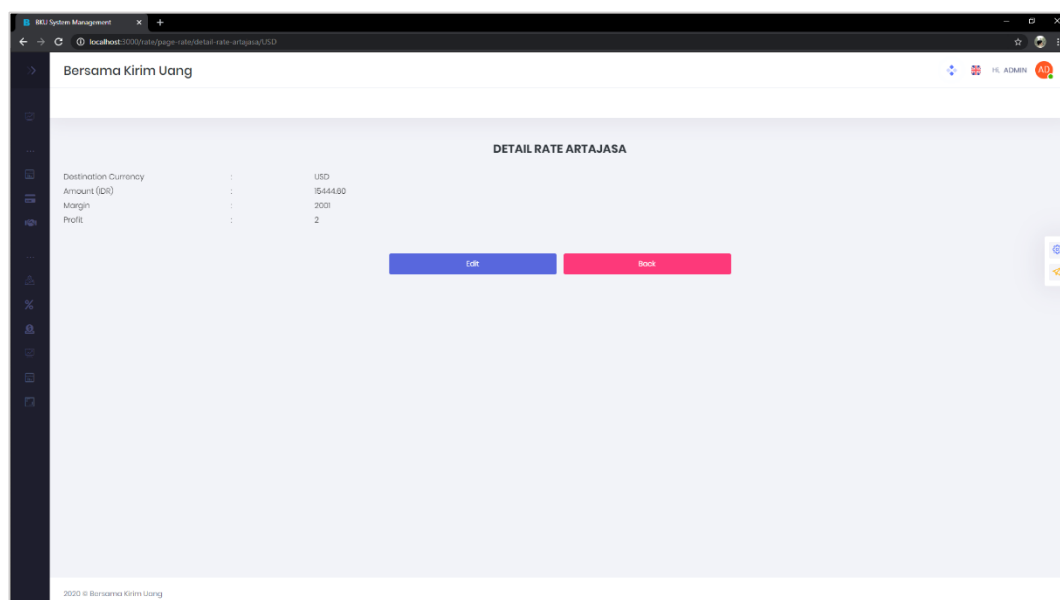 BKU System Management
localhost:3000/rate/page-rate/detail-rate-artajasa/USD
Bersama Kirim Uang
Hi, ADMIN AD
DETAIL RATE ARTAJASA
Destination Currency : USD
Amount (IDR) : 15444.60
Margin : 2001
Profit : 2
Edit Back
2020 © Bersama Kirim Uang